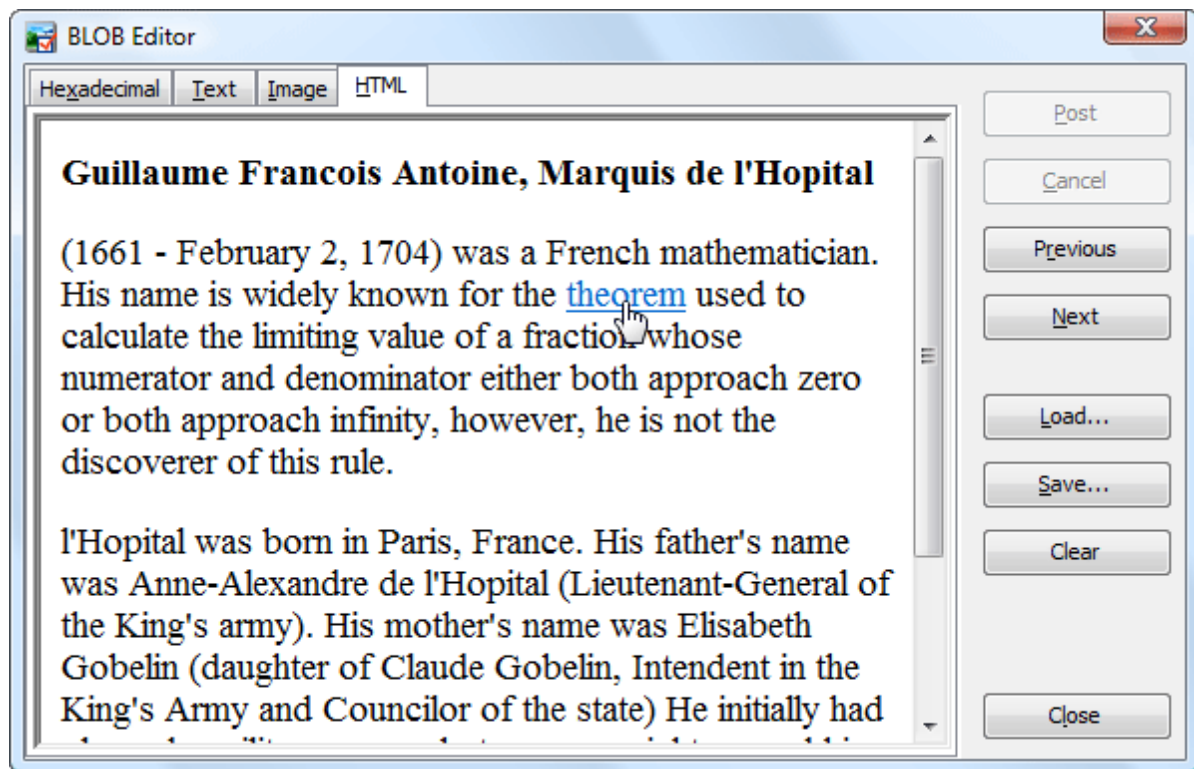 BLOB Editor
Hexadecimal Text Image HTML
Guillaume Francois Antoine, Marquis de l'Hopital
(1661 - February 2, 1704) was a French mathematician.
His name is widely known for the theorem used to
calculate the limiting value of a fraction whose
numerator and denominator either both approach zero
or both approach infinity, however, he is not the
discoverer of this rule.
l'Hopital was born in Paris, France. His father's name
was Anne-Alexandre de l'Hopital (Lieutenant-General of
the King's army). His mother's name was Elisabeth
Gobelin (daughter of Claude Gobelin, Intendent in the
King's Army and Councilor of the state) He initially had
Post
Cancel
Previous
Next
Load...
Save...
Clear
Close